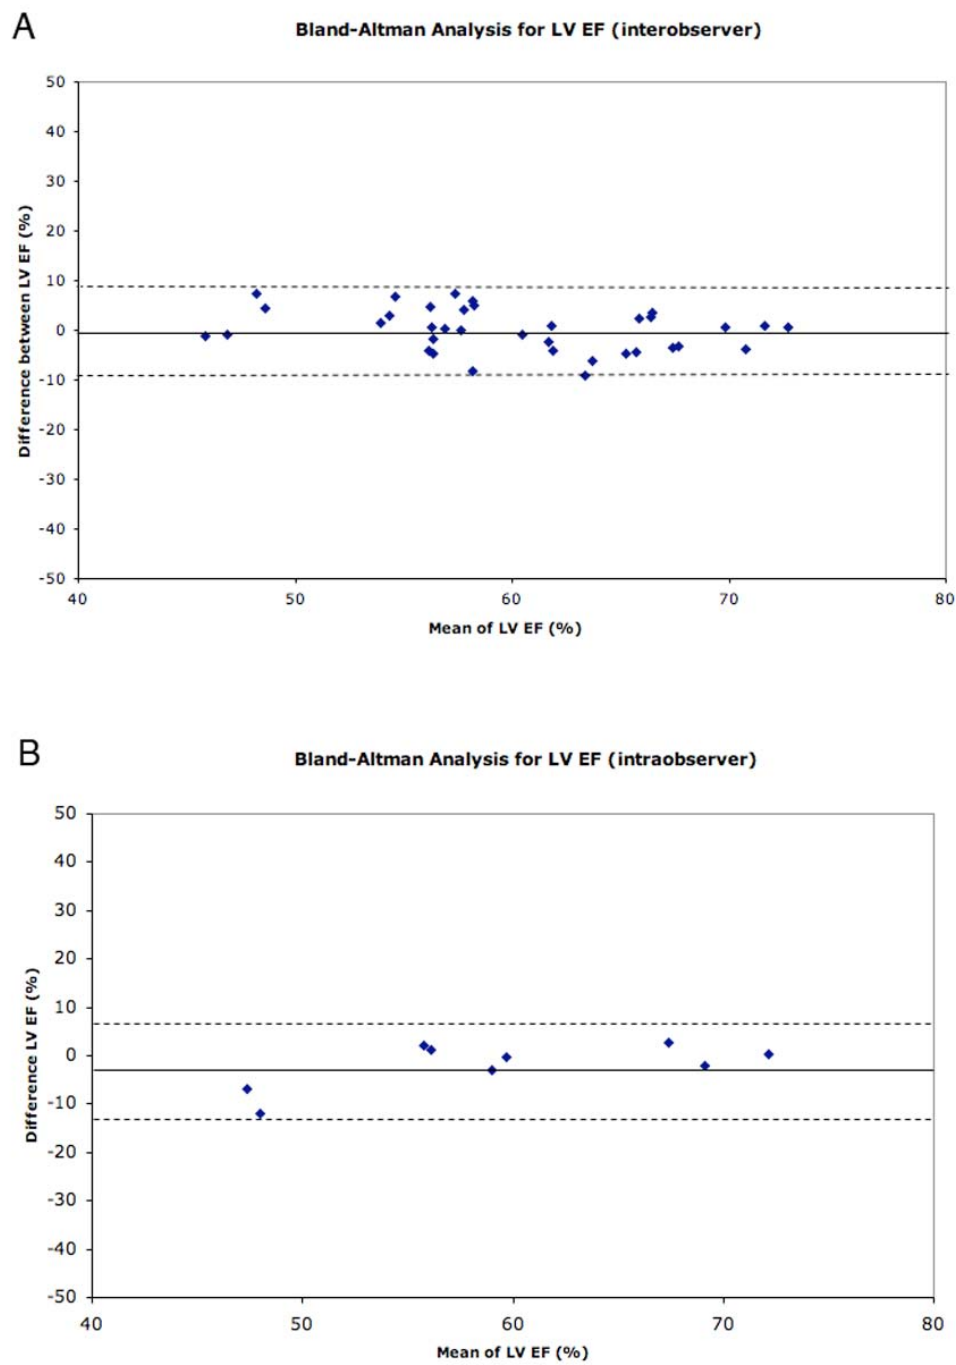 A
Bland-Altman Analysis for LV EF (interobserver)
50
40
30
20
10
0
-10
-20
-30
-40
-50
Difference between LV EF (%)
40 50 60 70 80
Mean of LV EF (%)
B
Bland-Altman Analysis for LV EF (intraobserver)
50
40
30
20
10
0
-10
-20
-30
-40
-50
Difference LV EF (%)
40 50 60 70 80
Mean of LV EF (%)